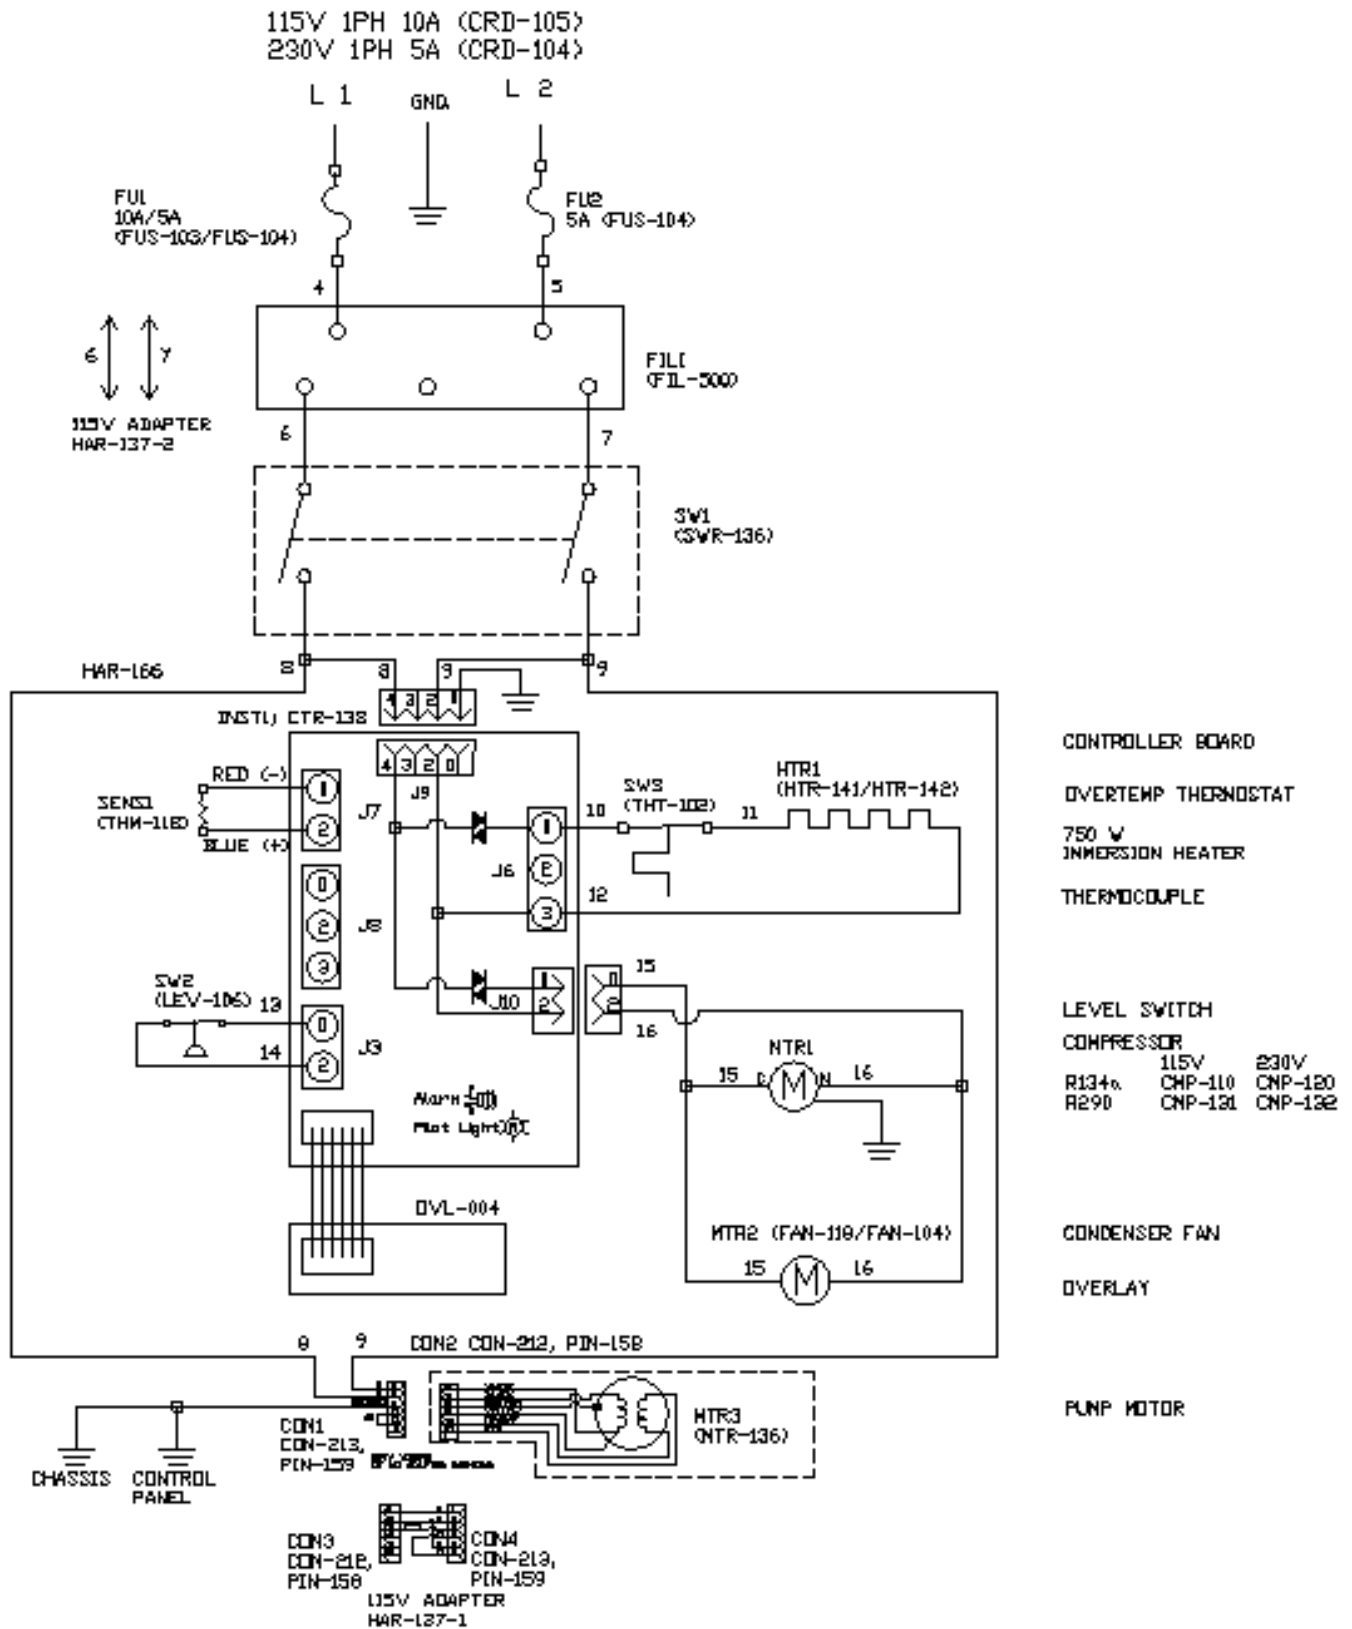 115V 1PH 10A (CRD-105)
230V 1PH 5A (CRD-104)
L 1
GND
L 2
FU1
10A/5A
(FUS-103/FUS-104)
FU2
5A (FUS-104)
4
5
6
7
115V ADAPTER
HAR-137-2
FIL1
(FIL-500)
6
7
SW1
(SWR-136)
HAR-166
8
8
9
9
4 3 2 1
INST1, CTR-138
CONTROLLER BOARD
4 3 2
J9
RED (-)
SENS1
(THM-118)
BLUE (+)
1
2
J7
SW3
(THT-102)
10
11
HTR1
(HTR-141/HTR-142)
OVERTEMP THERMOSTAT
750 W
IMMERSION HEATER
THERMOCOUPLE
1
2
3
J6
12
2
3
J8
SW2
(LEV-106)
13
14
2
J3
1
2
J10
2
15
16
LEVEL SWITCH
COMPRESSOR
115V 230V
R134a CMP-110 CMP-120
R290 CMP-131 CMP-132
MTR1
15
M
N
16
Alarm
Pilot Light
OVL-004
MTR2 (FAN-118/FAN-104)
15
M
16
CONDENSER FAN
OVERLAY
8
9
CON2 CON-212, PIN-158
CON1
CON-213,
PIN-159
MTR3
(MTR-136)
PUMP MOTOR
CHASSIS
CONTROL
PANEL
CON3
CON-212,
PIN-158
CON4
CON-213,
PIN-159
115V ADAPTER
HAR-137-1